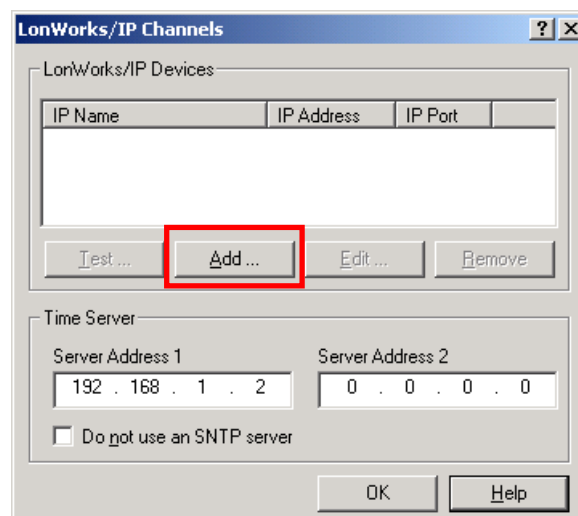 LonWorks/IP Channels
LonWorks/IP Devices
IP Name IP Address IP Port
Test ... Add ... Edit ... Remove
Time Server
Server Address 1 Server Address 2
192 . 168 . 1 . 2 0 . 0 . 0 . 0
Do not use an SNTP server
OK Help